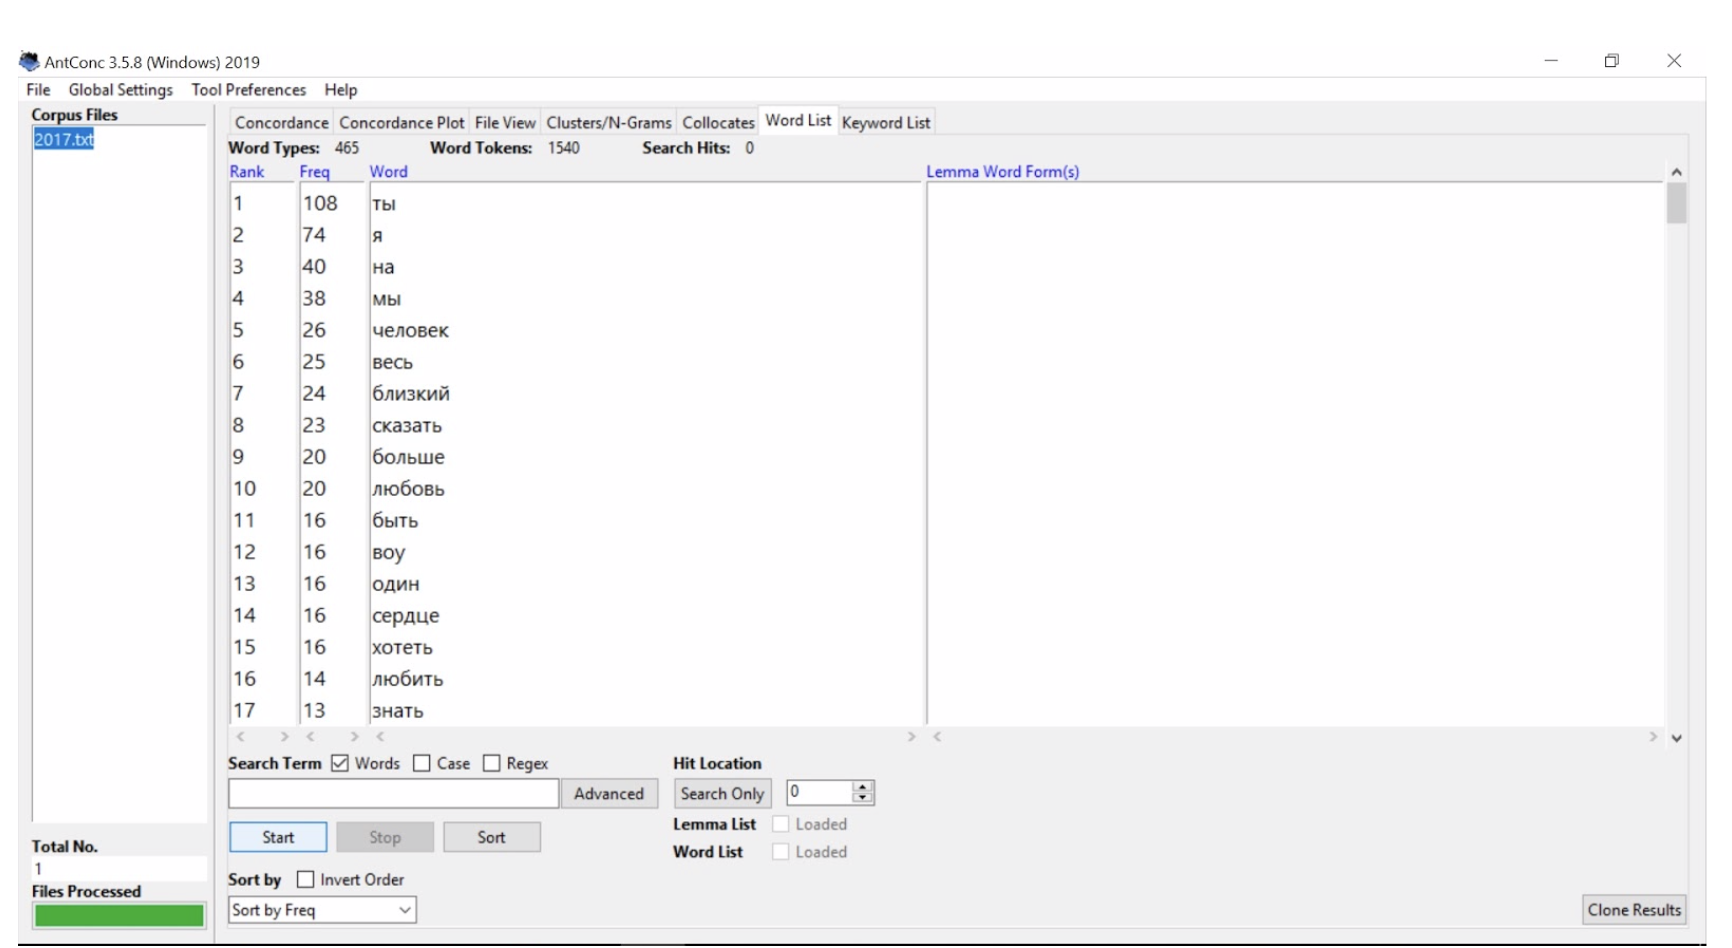 AntConc 3.5.8 (Windows) 2019
File Global Settings Tool Preferences Help
Corpus Files
2017.txt
Concordance Concordance Plot File View Clusters/N-Grams Collocates Word List Keyword List
Word Types: 465 Word Tokens: 1540 Search Hits: 0
Rank Freq Word Lemma Word Form(s)
1 108 ты
2 74 я
3 40 на
4 38 мы
5 26 человек
6 25 весь
7 24 близкий
8 23 сказать
9 20 больше
10 20 любовь
11 16 быть
12 16 воу
13 16 один
14 16 сердце
15 16 хотеть
16 14 любить
17 13 знать
Search Term Words Case Regex Hit Location
Advanced Search Only 0
Start Stop Sort Lemma List Loaded
Word List Loaded
Total No.
1
Files Processed
Sort by Invert Order
Sort by Freq
Clone Results